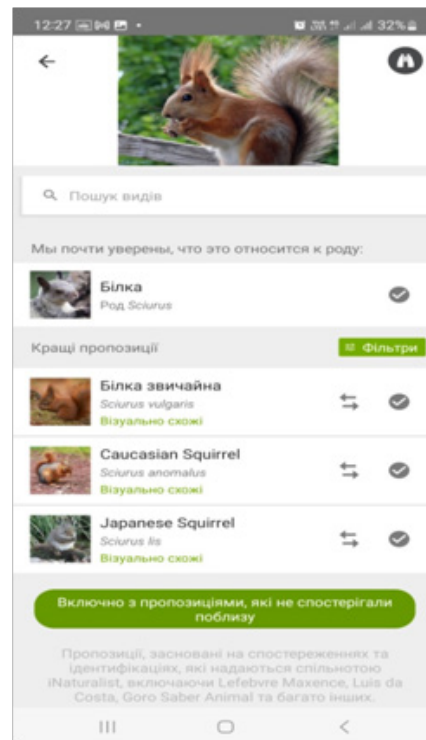 12:27
32%
Пошук видів
Мы почти уверены, что это относится к роду:
Білка
Род Sciurus
Кращі пропозиції
Фільтри
Білка звичайна
Sciurus vulgaris
Візуально схожі
Caucasian Squirrel
Sciurus anomalus
Візуально схожі
Japanese Squirrel
Sciurus lis
Візуально схожі
Включно з пропозиціями, які не спостерігали
поблизу
Пропозиції, засновані на спостереженнях та
ідентифікаціях, які надаються спільнотою
iNaturalist, включаючи Lefebvre Maxence, Luis da
Costa, Goro Saber Animal та багато інших.